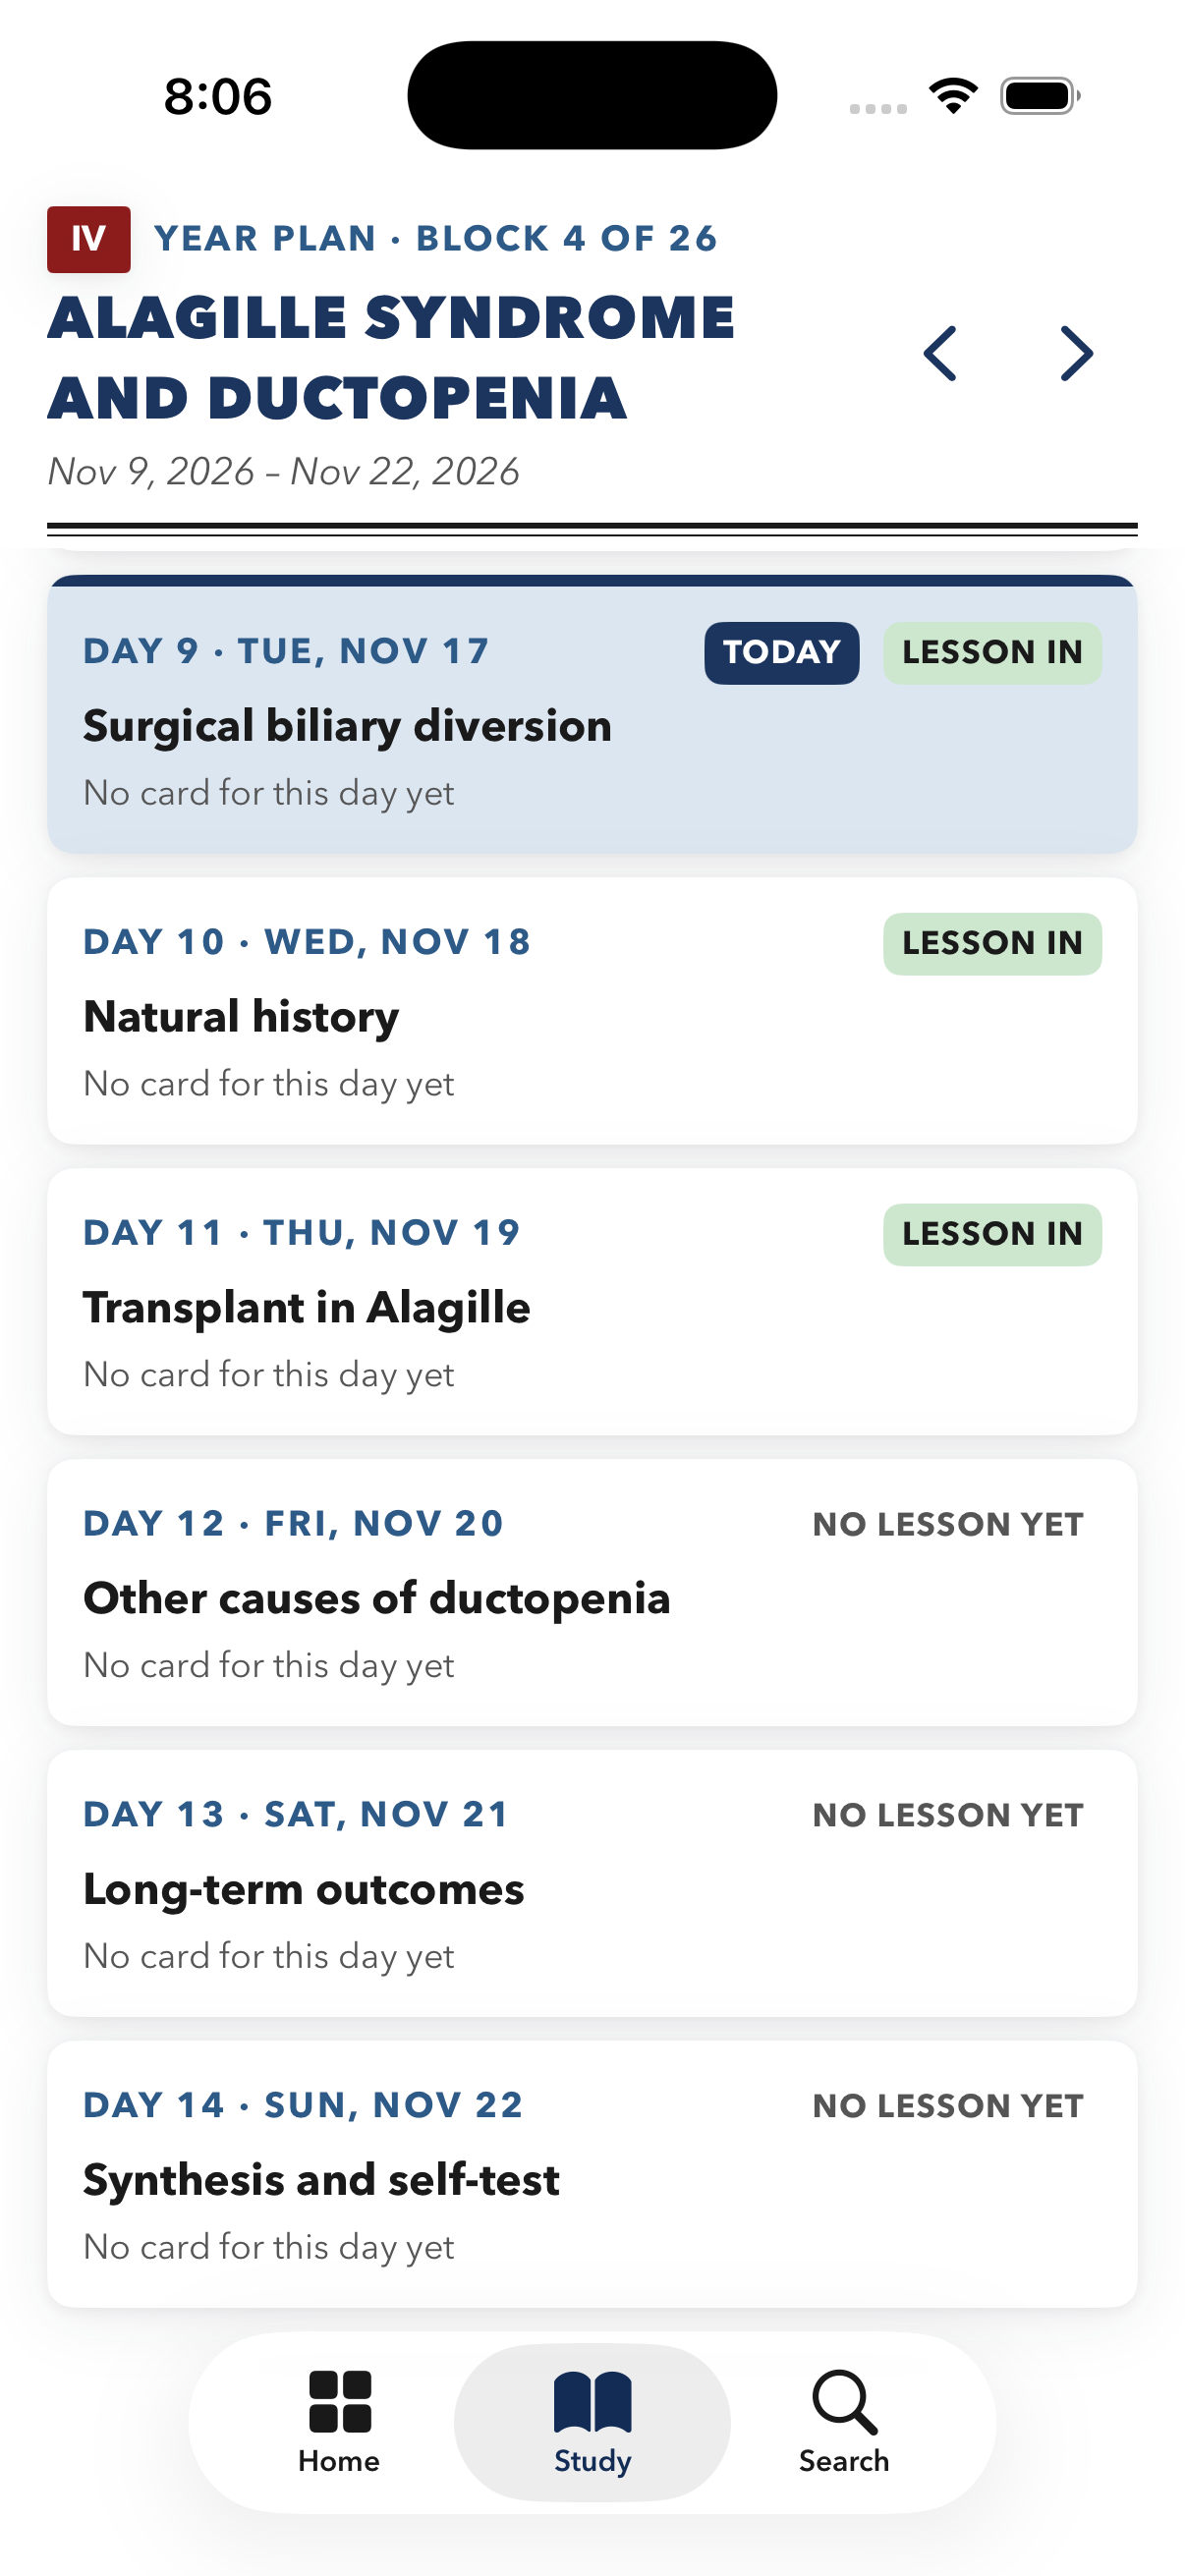 8:06
IV YEAR PLAN · BLOCK 4 OF 26
ALAGILLE SYNDROME
AND DUCTOPENIA
Nov 9, 2026 – Nov 22, 2026
DAY 9 · TUE, NOV 17 TODAY LESSON IN
Surgical biliary diversion
No card for this day yet
DAY 10 · WED, NOV 18 LESSON IN
Natural history
No card for this day yet
DAY 11 · THU, NOV 19 LESSON IN
Transplant in Alagille
No card for this day yet
DAY 12 · FRI, NOV 20 NO LESSON YET
Other causes of ductopenia
No card for this day yet
DAY 13 · SAT, NOV 21 NO LESSON YET
Long-term outcomes
No card for this day yet
DAY 14 · SUN, NOV 22 NO LESSON YET
Synthesis and self-test
No card for this day yet
Home Study Search